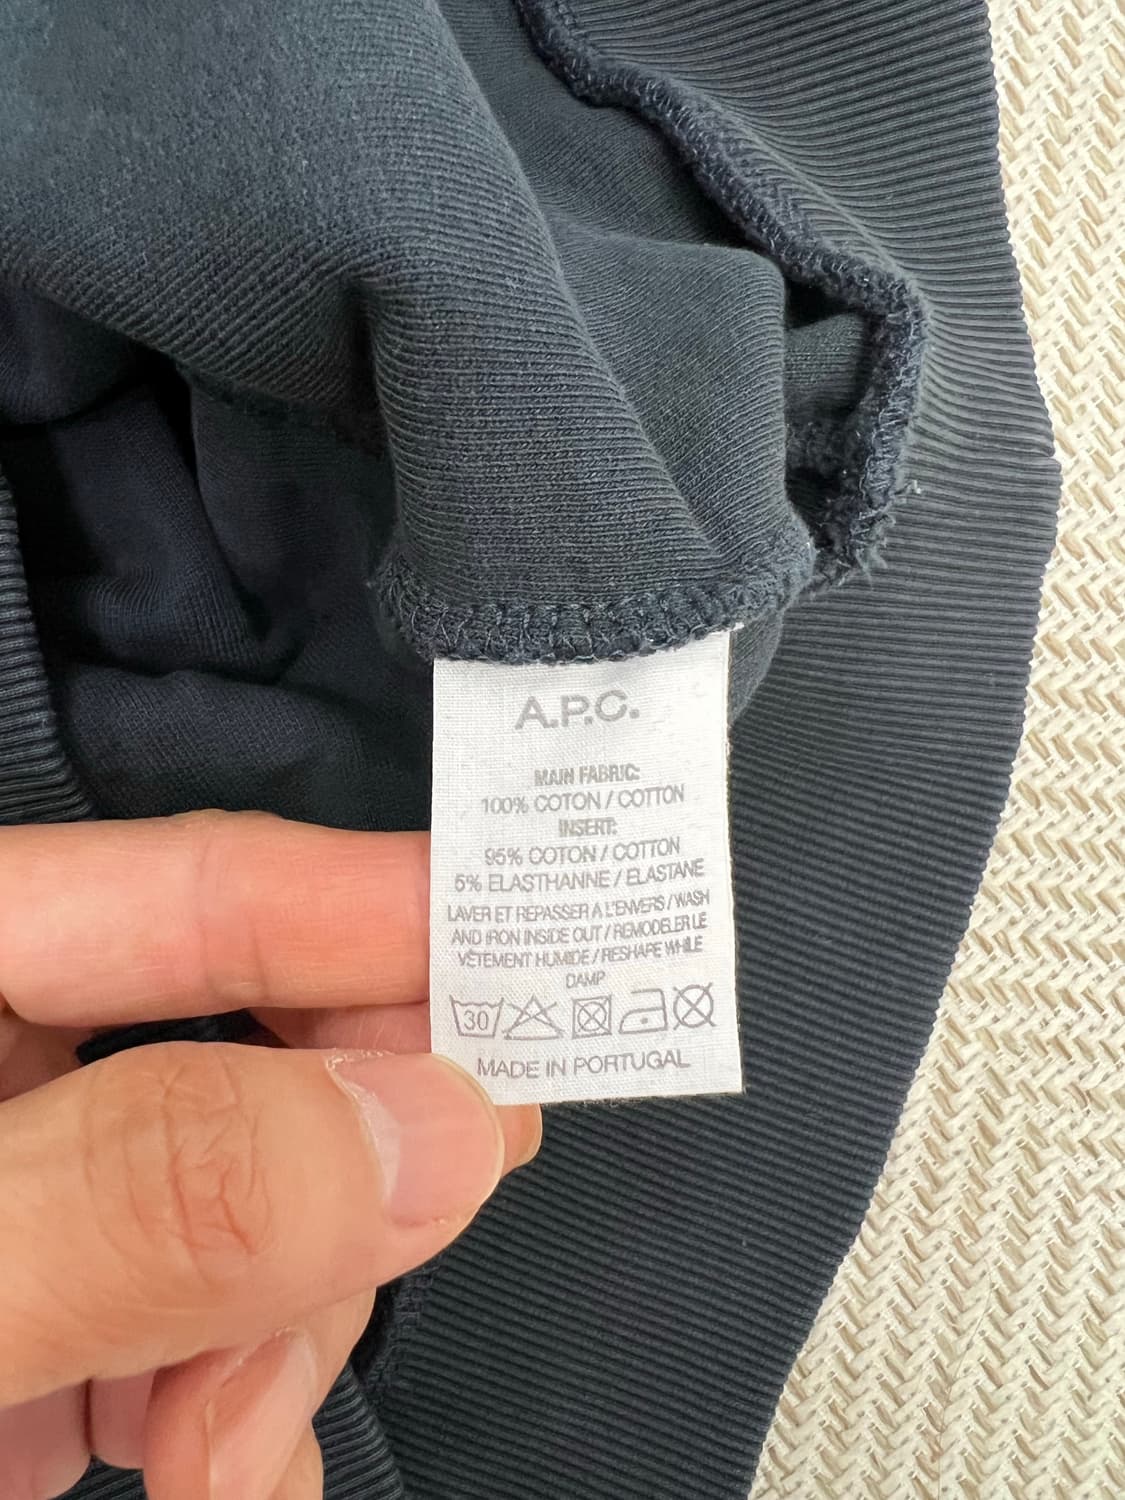 A.P.C.
MAIN FABRIC:
100% COTON / COTTON
INSERT:
95% COTON / COTTON
5% ELASTHANNE / ELASTANE
LAVER ET REPASSER A L'ENVERS / WASH
AND IRON INSIDE OUT / REMODELER LE
VÊTEMENT HUMIDE / RESHAPE WHILE
DAMP
30
MADE IN PORTUGAL